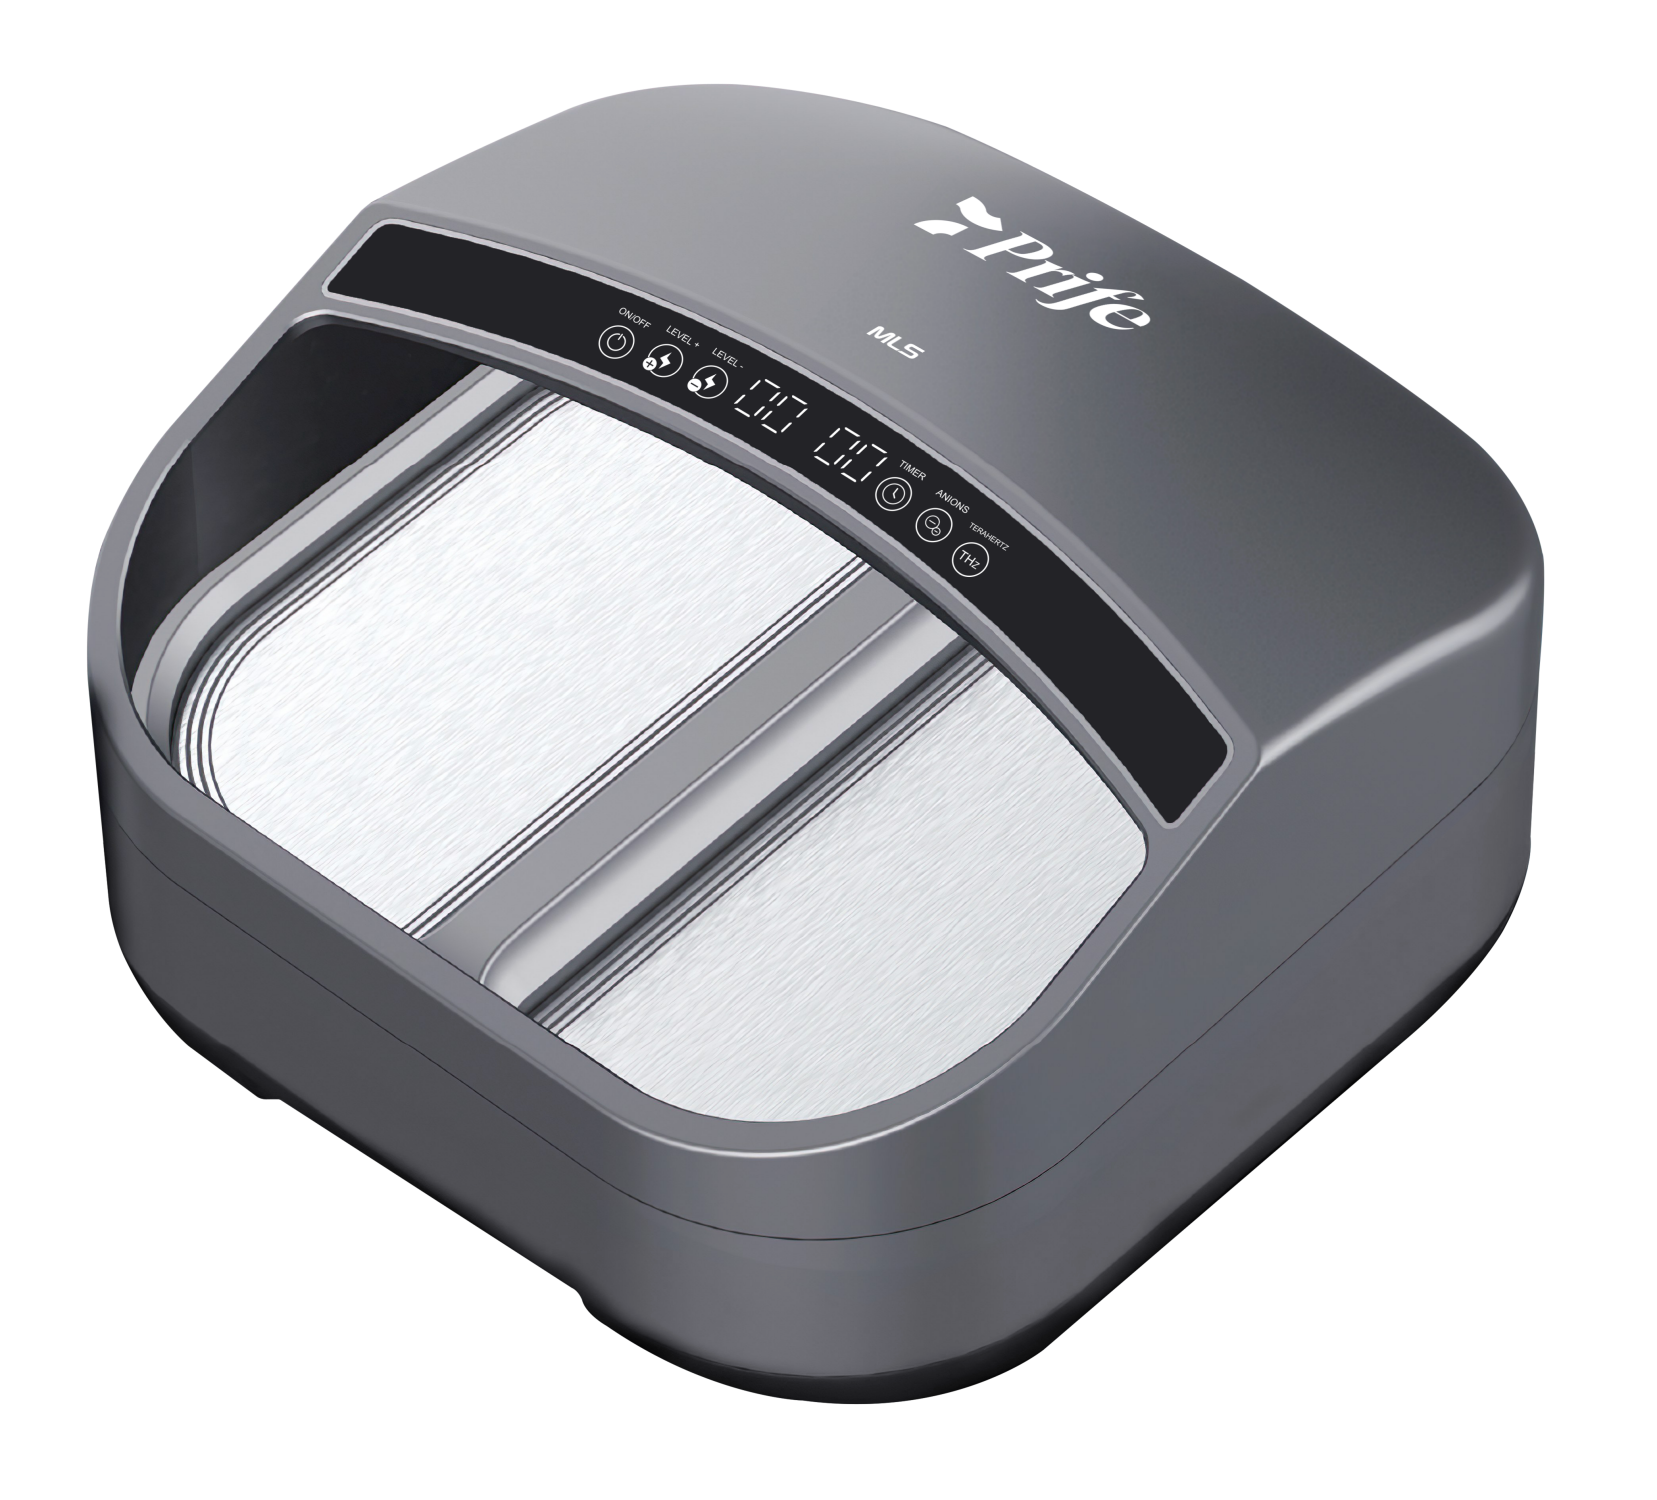 Prife
MLS
ON/OFF
LEVEL +
LEVEL -
00 00
TIMER
ANIONS
TERAHERTZ
THz